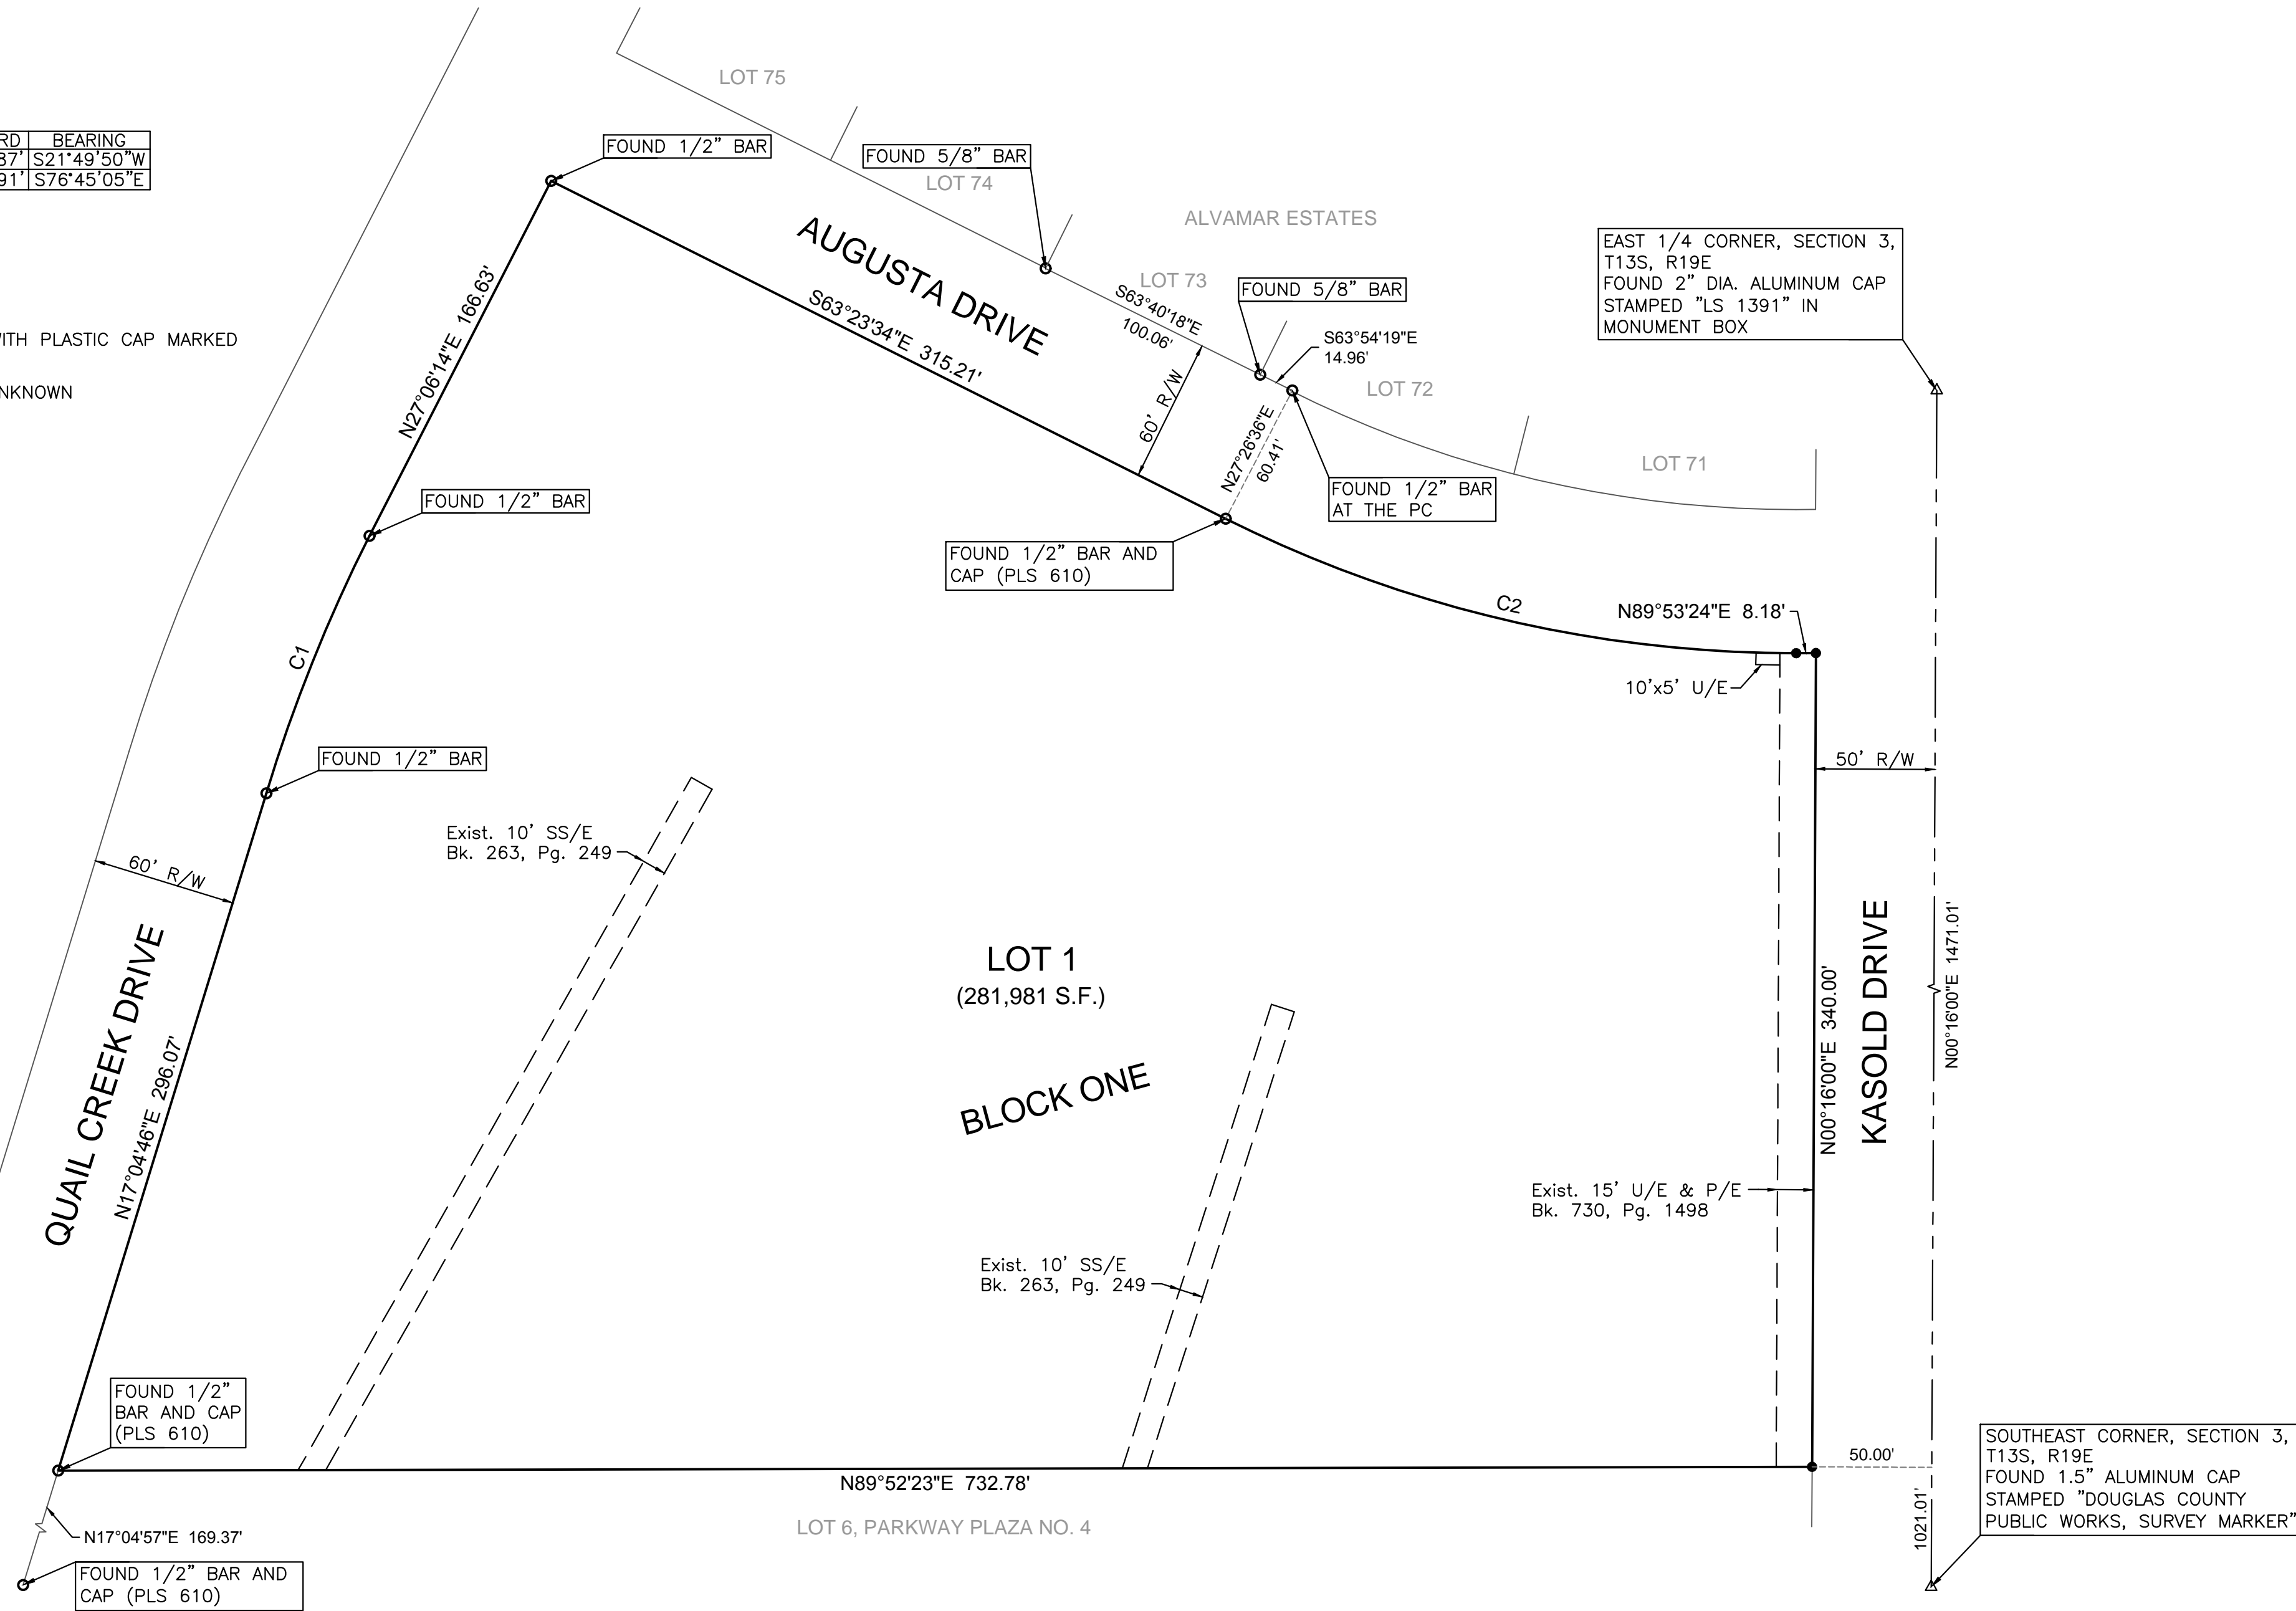 LOT 75
RD BEARING
87' S21°49'50"W
91' S76°45'05"E
FOUND 1/2" BAR
FOUND 5/8" BAR
LOT 74
ALVAMAR ESTATES
AUGUSTA DRIVE
EAST 1/4 CORNER, SECTION 3,
T13S, R19E
FOUND 2" DIA. ALUMINUM CAP
STAMPED "LS 1391" IN
MONUMENT BOX
LOT 73
FOUND 5/8" BAR
S63°40'18"E
100.06'
S63°54'19"E
14.96'
S63°23'34"E 315.21'
N27°06'14"E 166.63'
WITH PLASTIC CAP MARKED
NKNOWN
LOT 72
60' R/W
N27°26'36"E
60.41'
LOT 71
FOUND 1/2" BAR
AT THE PC
FOUND 1/2" BAR
FOUND 1/2" BAR AND
CAP (PLS 610)
C2
N89°53'24"E 8.18'
C1
10'x5' U/E
FOUND 1/2" BAR
50' R/W
Exist. 10' SS/E
Bk. 263, Pg. 249
60' R/W
LOT 1
(281,981 S.F.)
BLOCK ONE
QUAIL CREEK DRIVE
N17°04'46"E 296.07'
N00°16'00"E 340.00'
KASOLD DRIVE
N00°16'00"E 1471.01'
Exist. 15' U/E & P/E
Bk. 730, Pg. 1498
Exist. 10' SS/E
Bk. 263, Pg. 249
FOUND 1/2"
BAR AND CAP
(PLS 610)
50.00'
N89°52'23"E 732.78'
LOT 6, PARKWAY PLAZA NO. 4
1021.01'
SOUTHEAST CORNER, SECTION 3,
T13S, R19E
FOUND 1.5" ALUMINUM CAP
STAMPED "DOUGLAS COUNTY
PUBLIC WORKS, SURVEY MARKER"
N17°04'57"E 169.37'
FOUND 1/2" BAR AND
CAP (PLS 610)